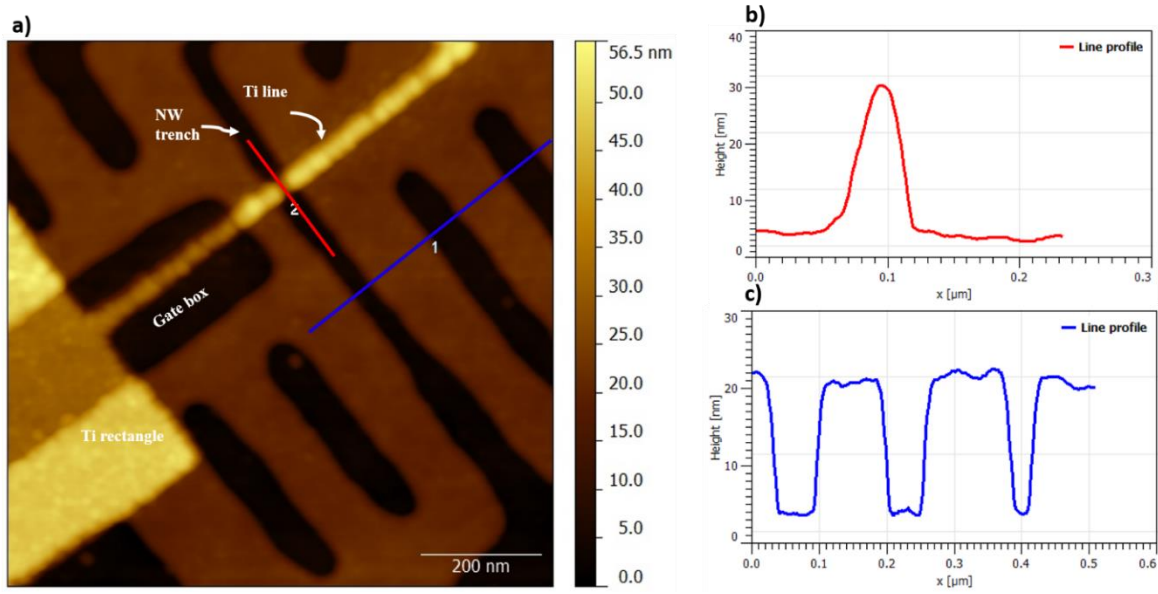 a)
NW
trench
Ti line
2
1
Gate box
Ti rectangle
200 nm
56.5 nm
50.0
45.0
40.0
35.0
30.0
25.0
20.0
15.0
10.0
5.0
0.0
b)
Line profile
Height [nm]
40
30
20
10
0
0.0
0.1
0.2
0.3
x [µm]
c)
Line profile
Height [nm]
30
20
10
0
0.0
0.1
0.2
0.3
0.4
0.5
0.6
x [µm]